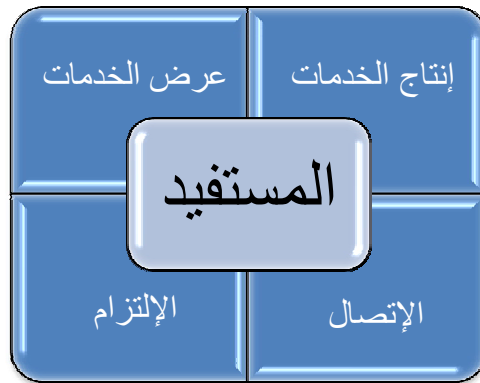 إنتاج الخدمات
عرض الخدمات
المستفيد
الإتصال
الإلتزام